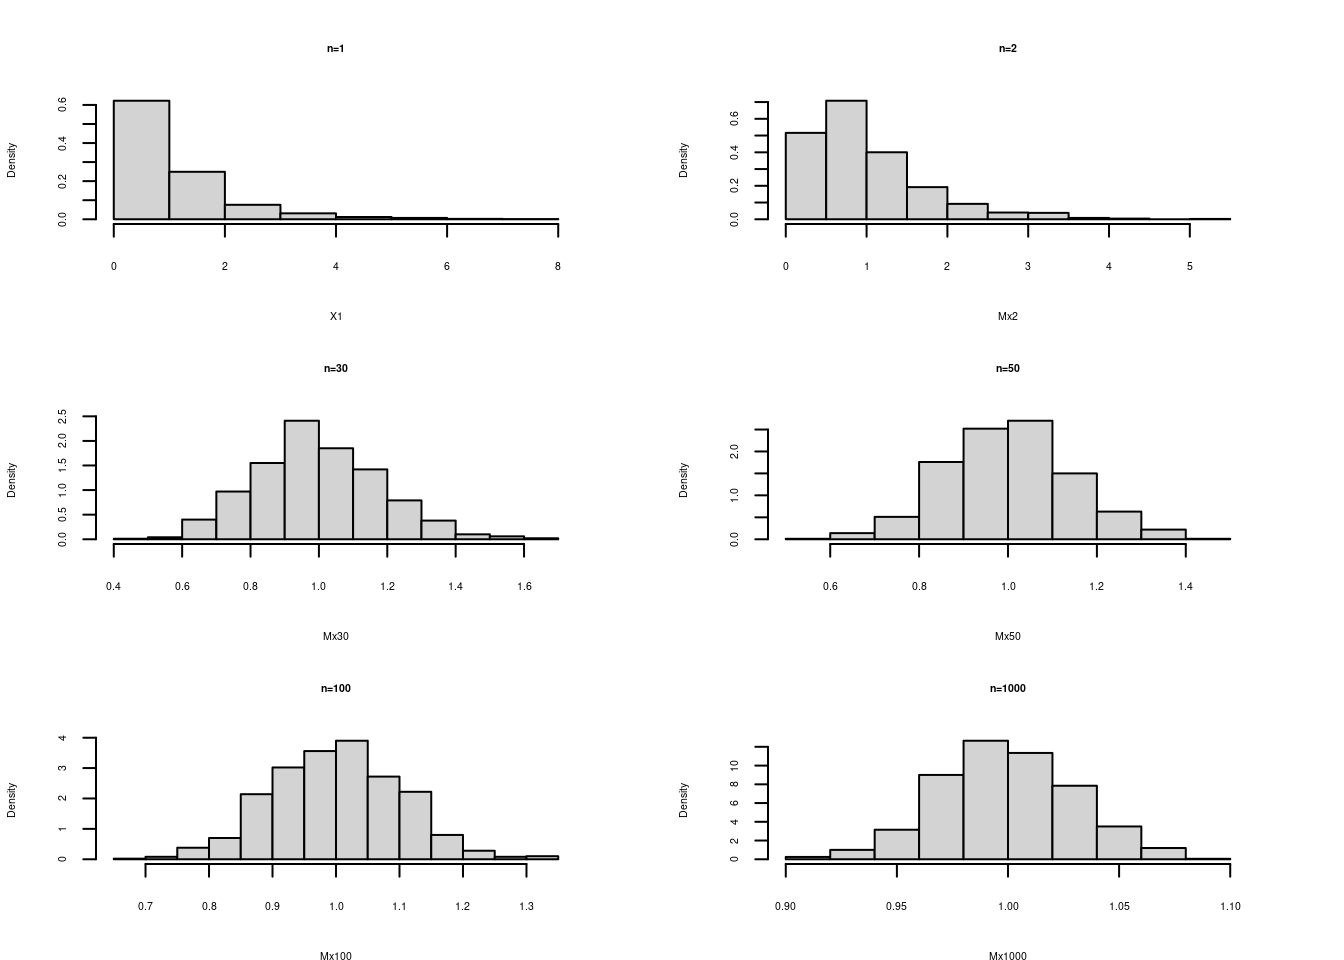 n=1
Density
0.0 0.2 0.4 0.6
0 2 4 6 8
X1
n=2
Density
0.0 0.2 0.4 0.6
0 1 2 3 4 5
Mx2
n=30
Density
0.0 0.5 1.0 1.5 2.0 2.5
0.4 0.6 0.8 1.0 1.2 1.4 1.6
Mx30
n=50
Density
0.0 1.0 2.0
0.6 0.8 1.0 1.2 1.4
Mx50
n=100
Density
0 1 2 3 4
0.7 0.8 0.9 1.0 1.1 1.2 1.3
Mx100
n=1000
Density
0 2 4 6 8 10
0.90 0.95 1.00 1.05 1.10
Mx1000